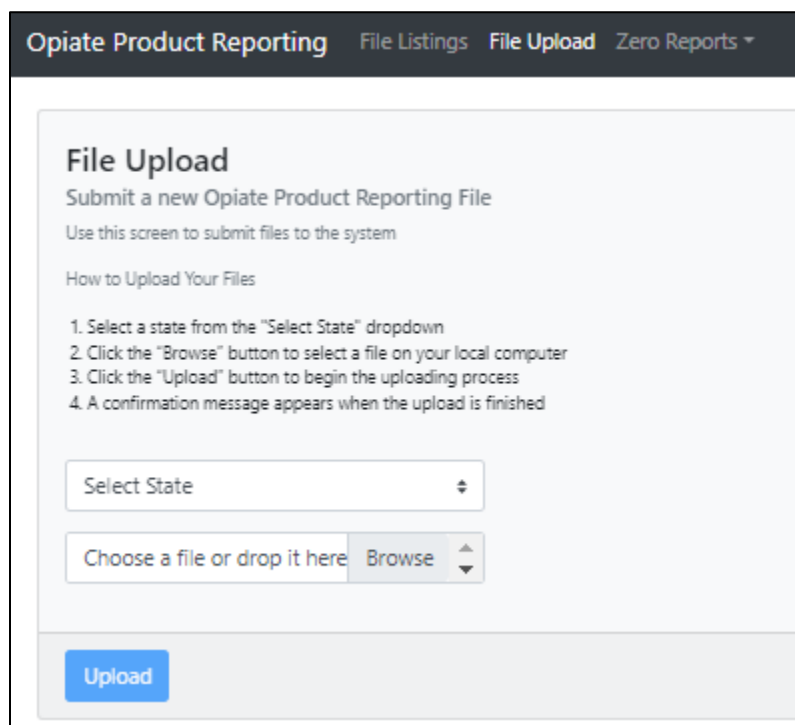 Opiate Product Reporting File Listings File Upload Zero Reports
File Upload
Submit a new Opiate Product Reporting File
Use this screen to submit files to the system
How to Upload Your Files
1. Select a state from the "Select State" dropdown
2. Click the "Browse" button to select a file on your local computer
3. Click the "Upload" button to begin the uploading process
4. A confirmation message appears when the upload is finished
Select State
Choose a file or drop it here Browse
Upload